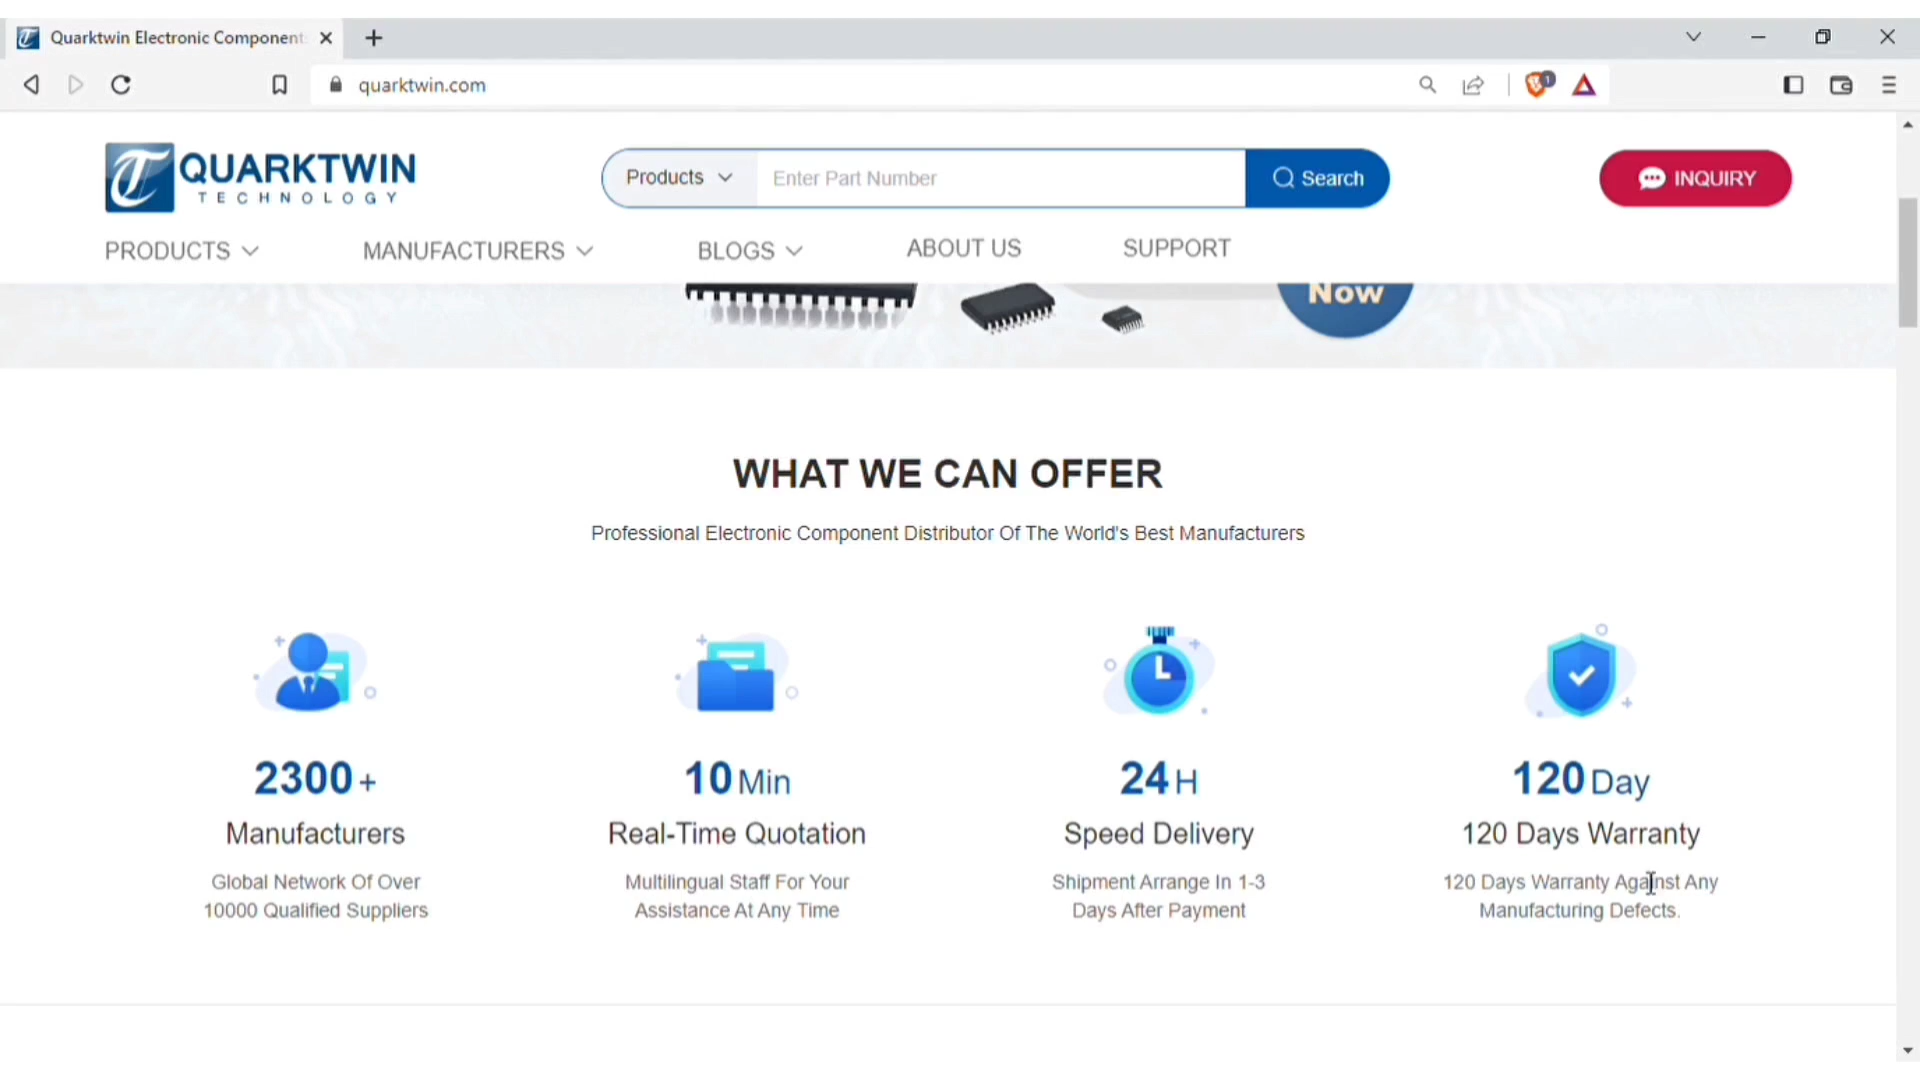 Quarktwin Electronic Component
quarktwin.com
1
QUARKTWIN
TECHNOLOGY
Products
Enter Part Number
Search
INQUIRY
PRODUCTS
MANUFACTURERS
BLOGS
ABOUT US
SUPPORT
Now
WHAT WE CAN OFFER
Professional Electronic Component Distributor Of The World's Best Manufacturers
2300+
Manufacturers
Global Network Of Over
10000 Qualified Suppliers
10 Min
Real-Time Quotation
Multilingual Staff For Your
Assistance At Any Time
24 H
Speed Delivery
Shipment Arrange In 1-3
Days After Payment
120 Day
120 Days Warranty
120 Days Warranty Against Any
Manufacturing Defects.